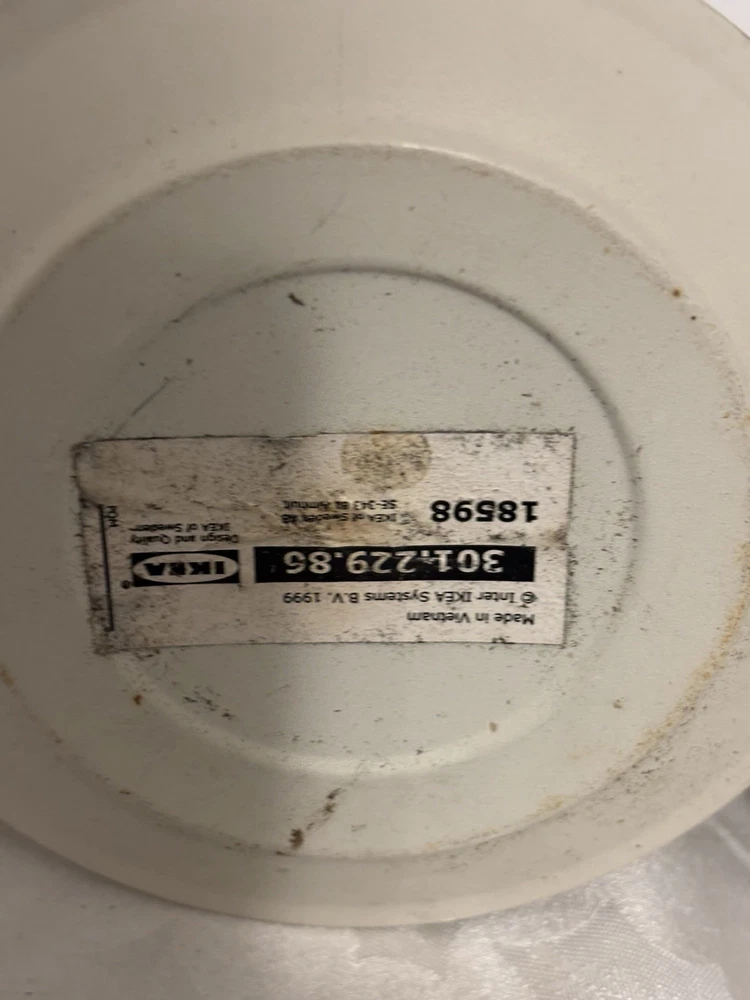 Made in Vietnam
© Inter IKEA Systems B.V. 1999
301.229.86
IKEA
®
18598
IKEA of Sweden AB
SE-343 81 Älmhult
Design and Quality
IKEA of Sweden